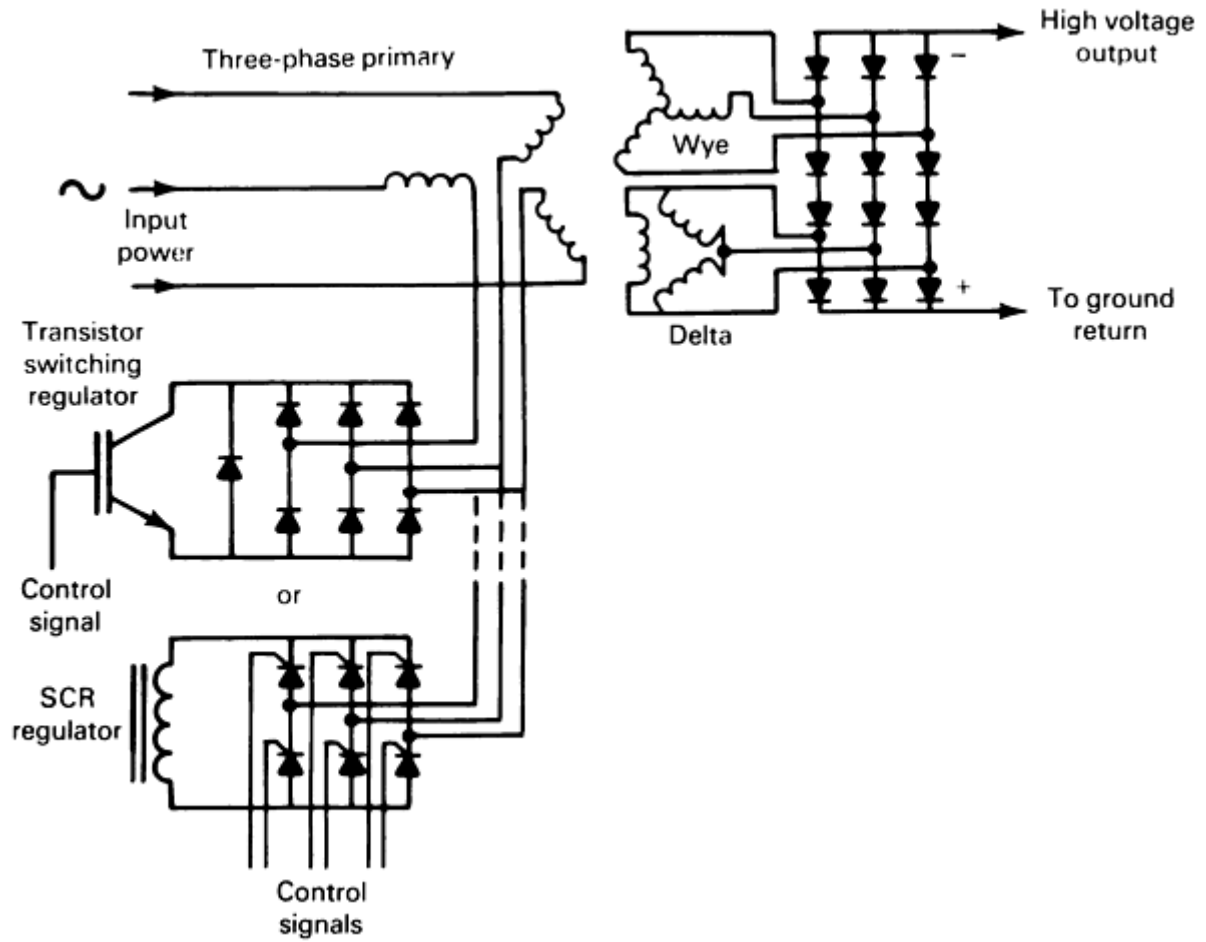 Three-phase primary
High voltage
output
−
Wye
∼
Input
power
+
To ground
return
Delta
Transistor
switching
regulator
Control
signal
or
SCR
regulator
Control
signals